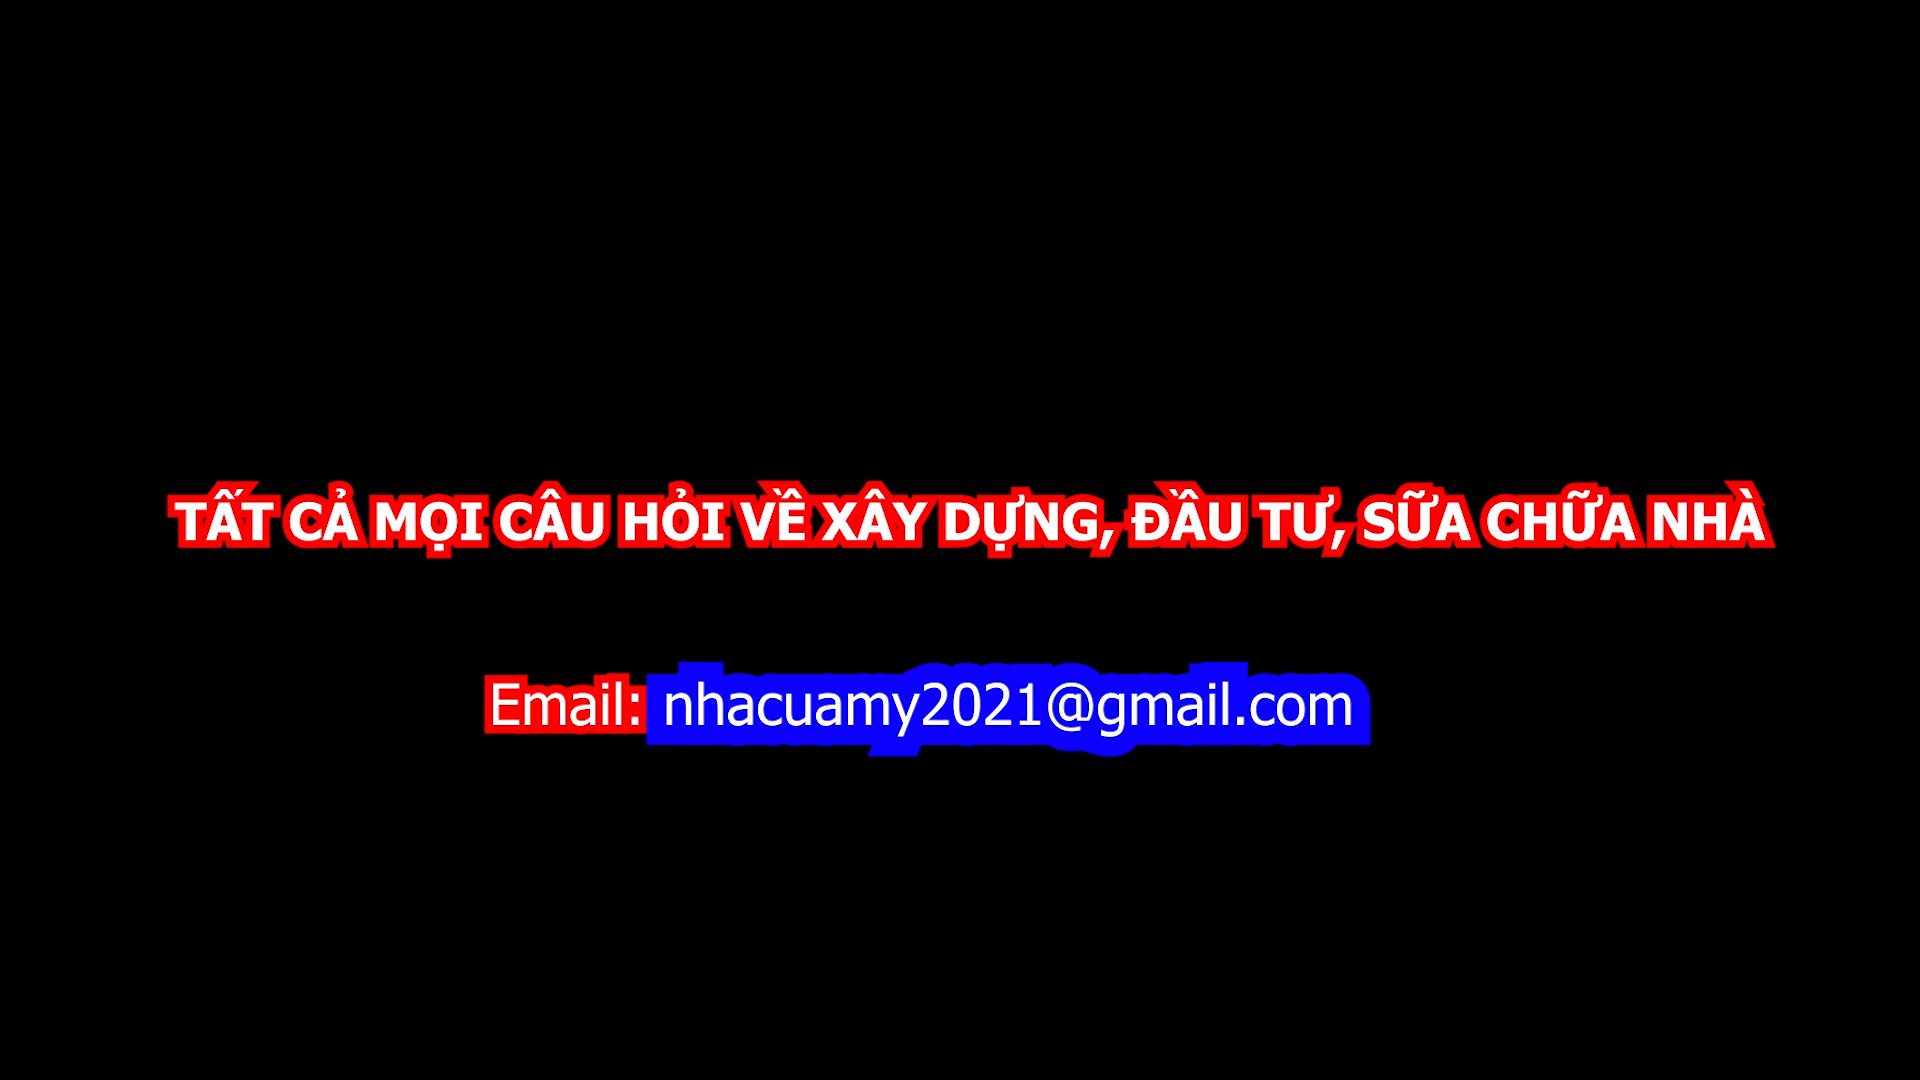 TẤT CẢ MỌI CÂU HỎI VỀ XÂY DỰNG, ĐẦU TƯ, SỮA CHỮA NHÀ
Email: nhacuamy2021@gmail.com